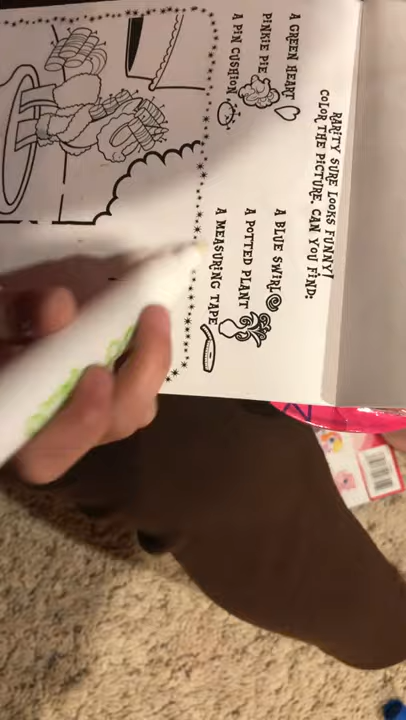 RARITY SURE LOOKS FUNNY!
COLOR THE PICTURE. CAN YOU FIND:
A GREEN HEART
PINKIE PIE
A PIN CUSHION
A BLUE SWIRL
A POTTED PLANT
A MEASURING TAPE